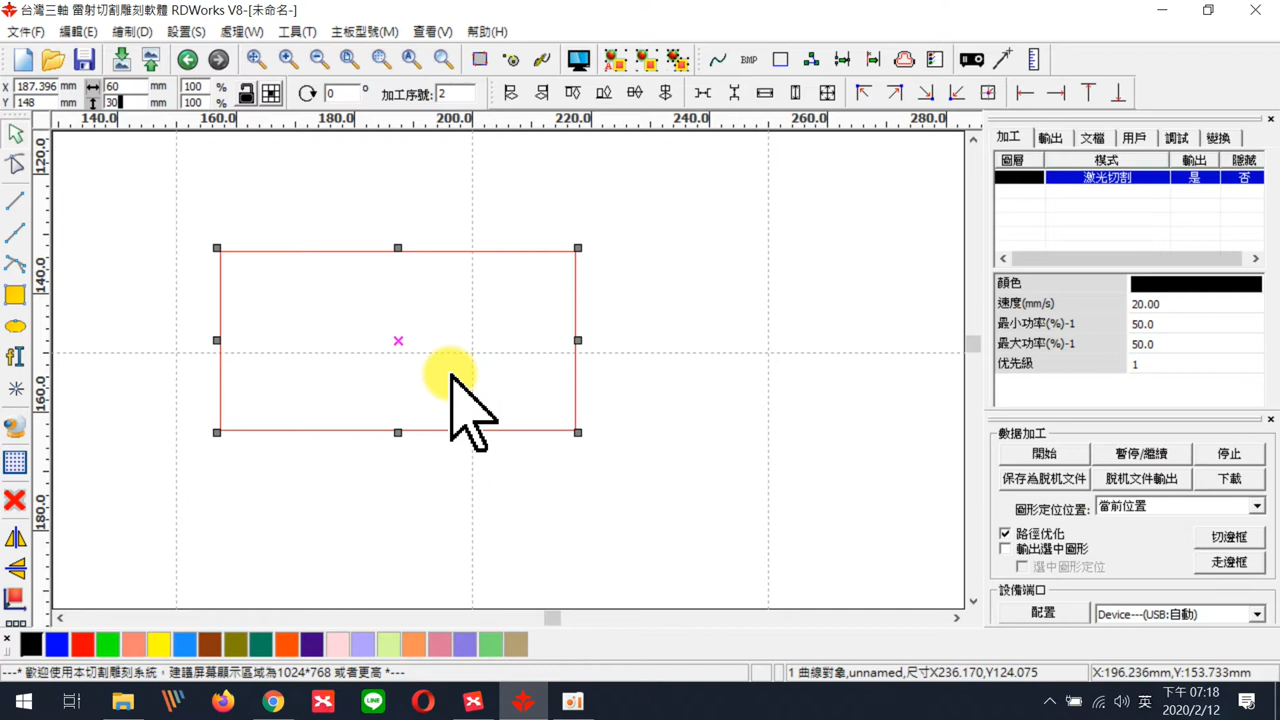 台灣三軸 雷射切割雕刻軟體 RDWorks V8-[未命名-]
文件(F) 編輯(E) 繪制(D) 設置(S) 處理(W) 工具(T) 主板型號(M) 查看(V) 幫助(H)
BMP
X 187.396 mm 60 mm 100 %
Y 148 mm 30 mm 100 %
0 ° 加工序號: 2
140.0 160.0 180.0 200.0 220.0 240.0 260.0 280.0
120.0
140.0
160.0
180.0
加工 輸出 文檔 用戶 調試 變換
圖層 模式 輸出 隱藏
激光切割 是 否
顏色
速度(mm/s) 20.00
最小功率(%)-1 50.0
最大功率(%)-1 50.0
优先級 1
數据加工
開始 暫停/繼續 停止
保存為脫机文件 脫机文件輸出 下載
圖形定位位置: 當前位置
路徑优化 切邊框
輸出選中圖形
選中圖形定位 走邊框
設備端口
配置 Device---(USB:自動)
---* 歡迎使用本切割雕刻系統，建議屏幕顯示區域為1024*768 或者更高 *---
1 曲線對象,unnamed,尺寸X236.170,Y124.075
X:196.236mm,Y:153.733mm
LINE
英
下午 07:18
2020/2/12